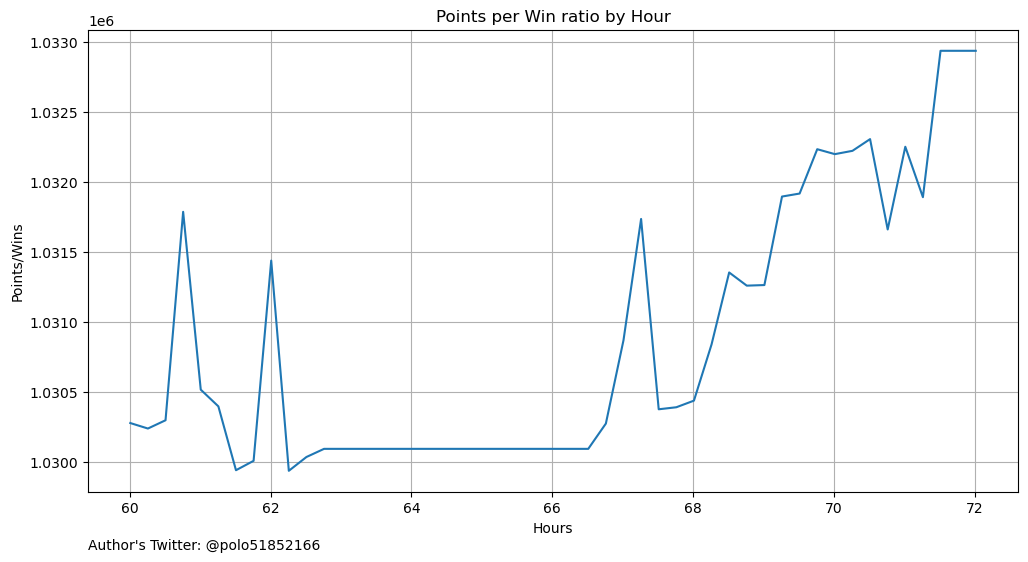 Points per Win ratio by Hour
1e6
1.0330
1.0325
1.0320
1.0315
1.0310
1.0305
1.0300
Points/Wins
60 62 64 66 68 70 72
Hours
Author's Twitter: @polo51852166